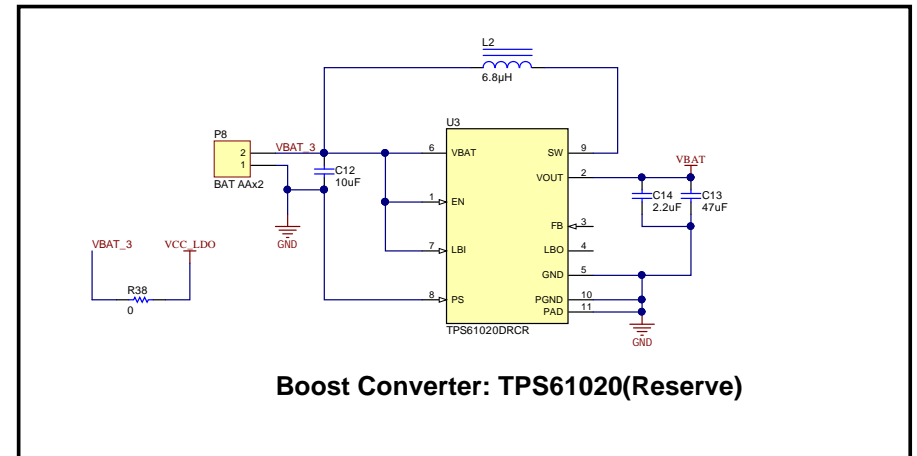 L2
6.8µH
U3
P8
2
1
BAT AAx2
VBAT_3
C12
10uF
GND
6 VBAT
1 EN
7 LBI
8 PS
SW 9
VOUT 2
FB 3
LBO 4
GND 5
PGND 10
PAD 11
TPS61020DRCR
VBAT
C14
2.2uF
C13
47uF
GND
VBAT_3
VCC_LDO
R38
0
Boost Converter: TPS61020(Reserve)